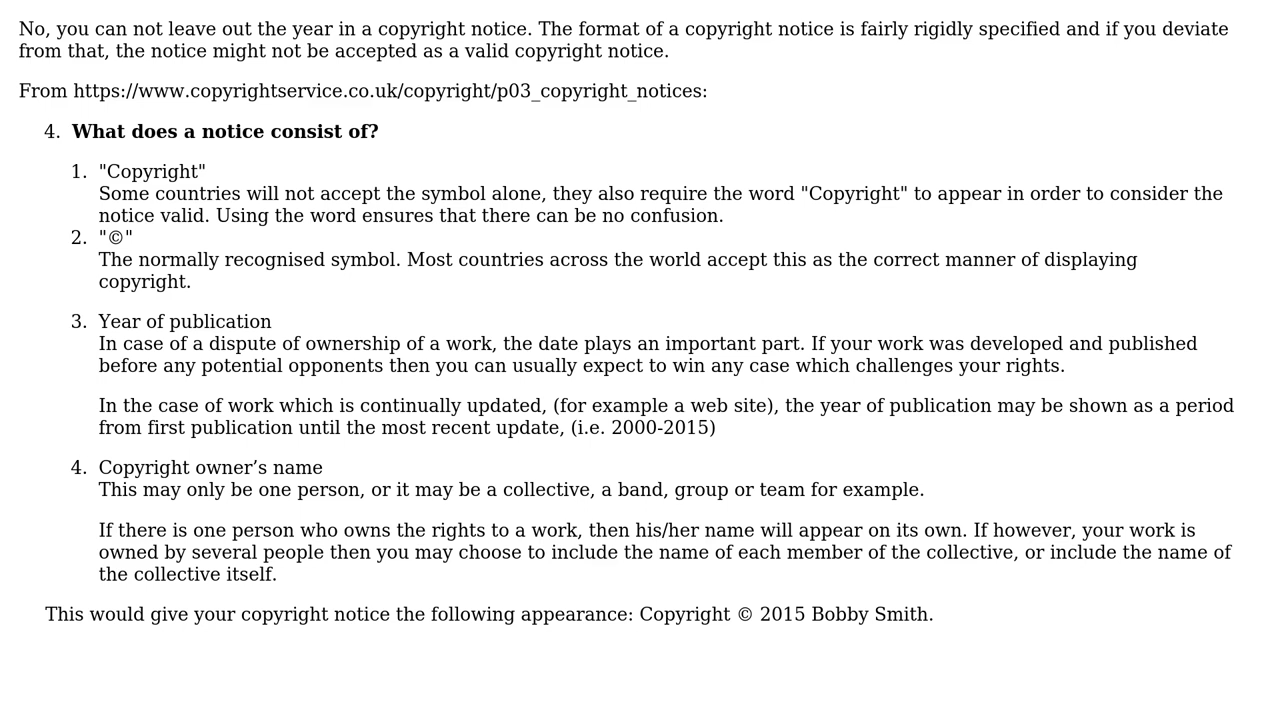 No, you can not leave out the year in a copyright notice. The format of a copyright notice is fairly rigidly specified and if you deviate
from that, the notice might not be accepted as a valid copyright notice.
From https://www.copyrightservice.co.uk/copyright/p03_copyright_notices:
4. What does a notice consist of?
1. "Copyright"
Some countries will not accept the symbol alone, they also require the word "Copyright" to appear in order to consider the
notice valid. Using the word ensures that there can be no confusion.
2. "©"
The normally recognised symbol. Most countries across the world accept this as the correct manner of displaying
copyright.
3. Year of publication
In case of a dispute of ownership of a work, the date plays an important part. If your work was developed and published
before any potential opponents then you can usually expect to win any case which challenges your rights.
In the case of work which is continually updated, (for example a web site), the year of publication may be shown as a period
from first publication until the most recent update, (i.e. 2000-2015)
4. Copyright owner’s name
This may only be one person, or it may be a collective, a band, group or team for example.
If there is one person who owns the rights to a work, then his/her name will appear on its own. If however, your work is
owned by several people then you may choose to include the name of each member of the collective, or include the name of
the collective itself.
This would give your copyright notice the following appearance: Copyright © 2015 Bobby Smith.